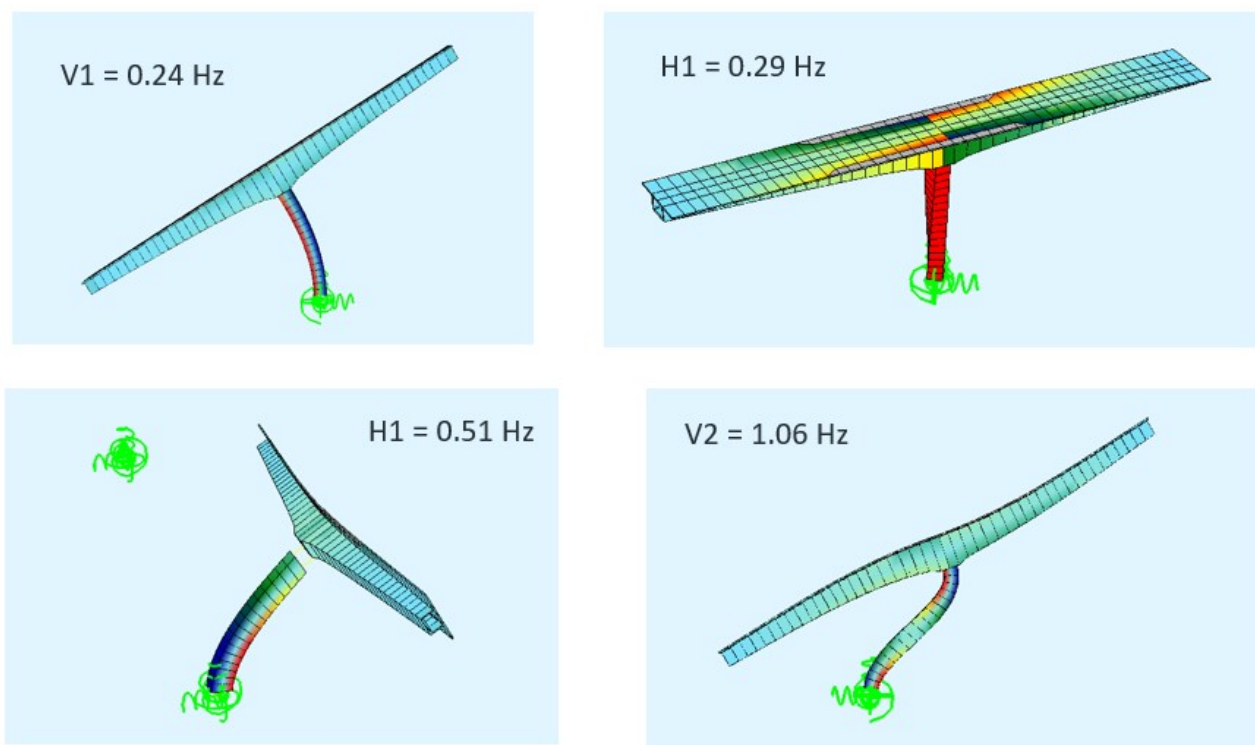 V1 = 0.24 Hz
H1 = 0.29 Hz
H1 = 0.51 Hz
V2 = 1.06 Hz